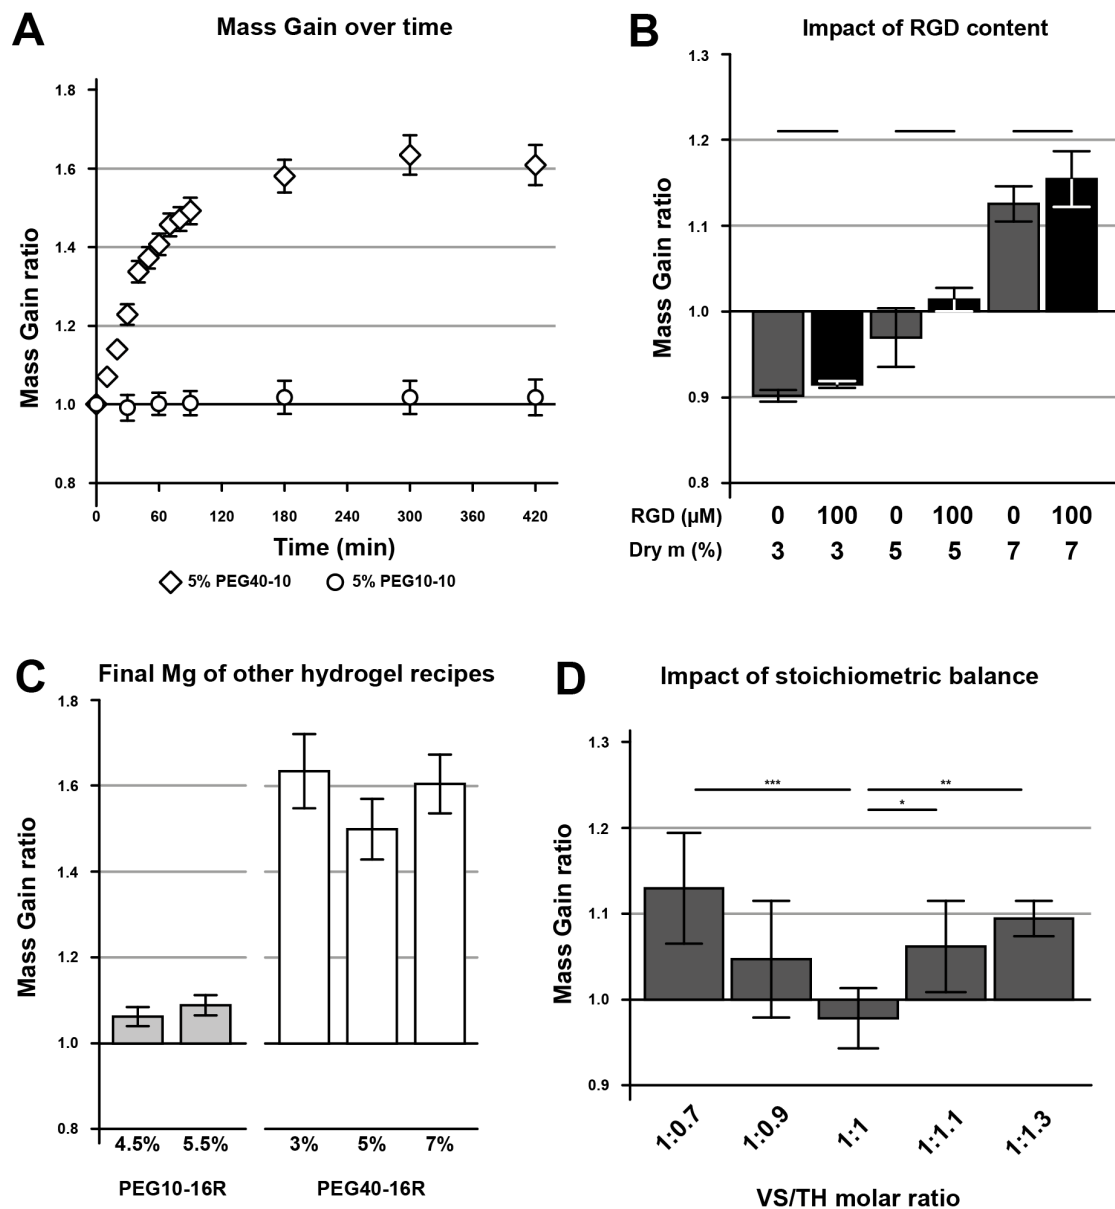 A
Mass Gain over time
Mass Gain ratio
1.8
1.6
1.4
1.2
1.0
0.8
0 60 120 180 240 300 360 420
Time (min)
5% PEG40-10 5% PEG10-10
B
Impact of RGD content
Mass Gain ratio
1.3
1.2
1.1
1.0
0.9
0.8
RGD (µM) 0 100 0 100 0 100
Dry m (%) 3 3 5 5 7 7
C
Final Mg of other hydrogel recipes
Mass Gain ratio
1.8
1.6
1.4
1.2
1.0
0.8
4.5% 5.5% 3% 5% 7%
PEG10-16R PEG40-16R
D
Impact of stoichiometric balance
Mass Gain ratio
1.3
1.2
1.1
1.0
0.9
*** **
*
1:0.7 1:0.9 1:1 1:1.1 1:1.3
VS/TH molar ratio